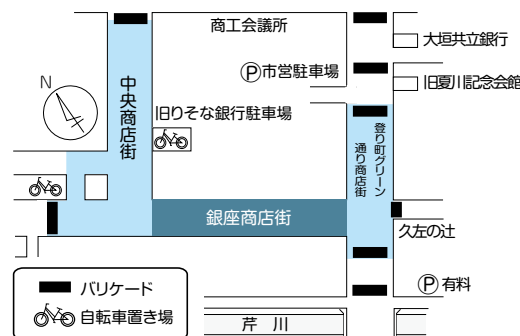 商工会議所
大垣共立銀行
Ⓟ市営駐車場
旧夏川記念会館
N
中央商店街
旧りそな銀行駐車場
登り町グリーン
通り商店街
銀座商店街
久左の辻
Ⓟ有料
バリケード
自転車置き場
芹川